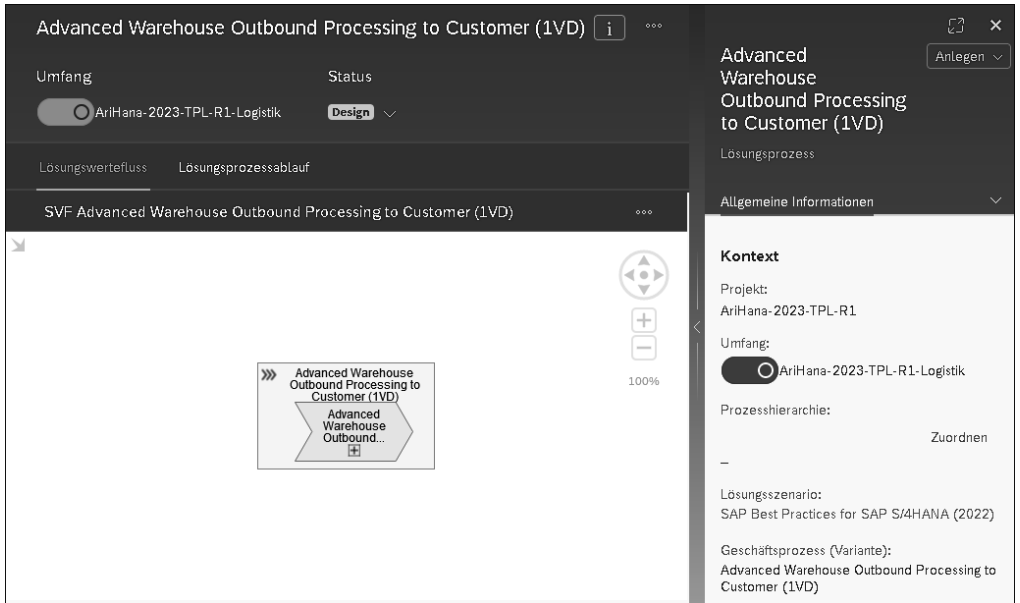 Advanced Warehouse Outbound Processing to Customer (1VD)
Umfang
Status
AriHana-2023-TPL-R1-Logistik
Design
Lösungswertefluss
Lösungsprozessablauf
SVF Advanced Warehouse Outbound Processing to Customer (1VD)
100%
Advanced Warehouse
Outbound Processing to
Customer (1VD)
Advanced
Warehouse
Outbound...
Advanced
Warehouse
Outbound Processing
to Customer (1VD)
Anlegen
Lösungsprozess
Allgemeine Informationen
Kontext
Projekt:
AriHana-2023-TPL-R1
Umfang:
AriHana-2023-TPL-R1-Logistik
Prozesshierarchie:
Zuordnen
–
Lösungsszenario:
SAP Best Practices for SAP S/4HANA (2022)
Geschäftsprozess (Variante):
Advanced Warehouse Outbound Processing to
Customer (1VD)